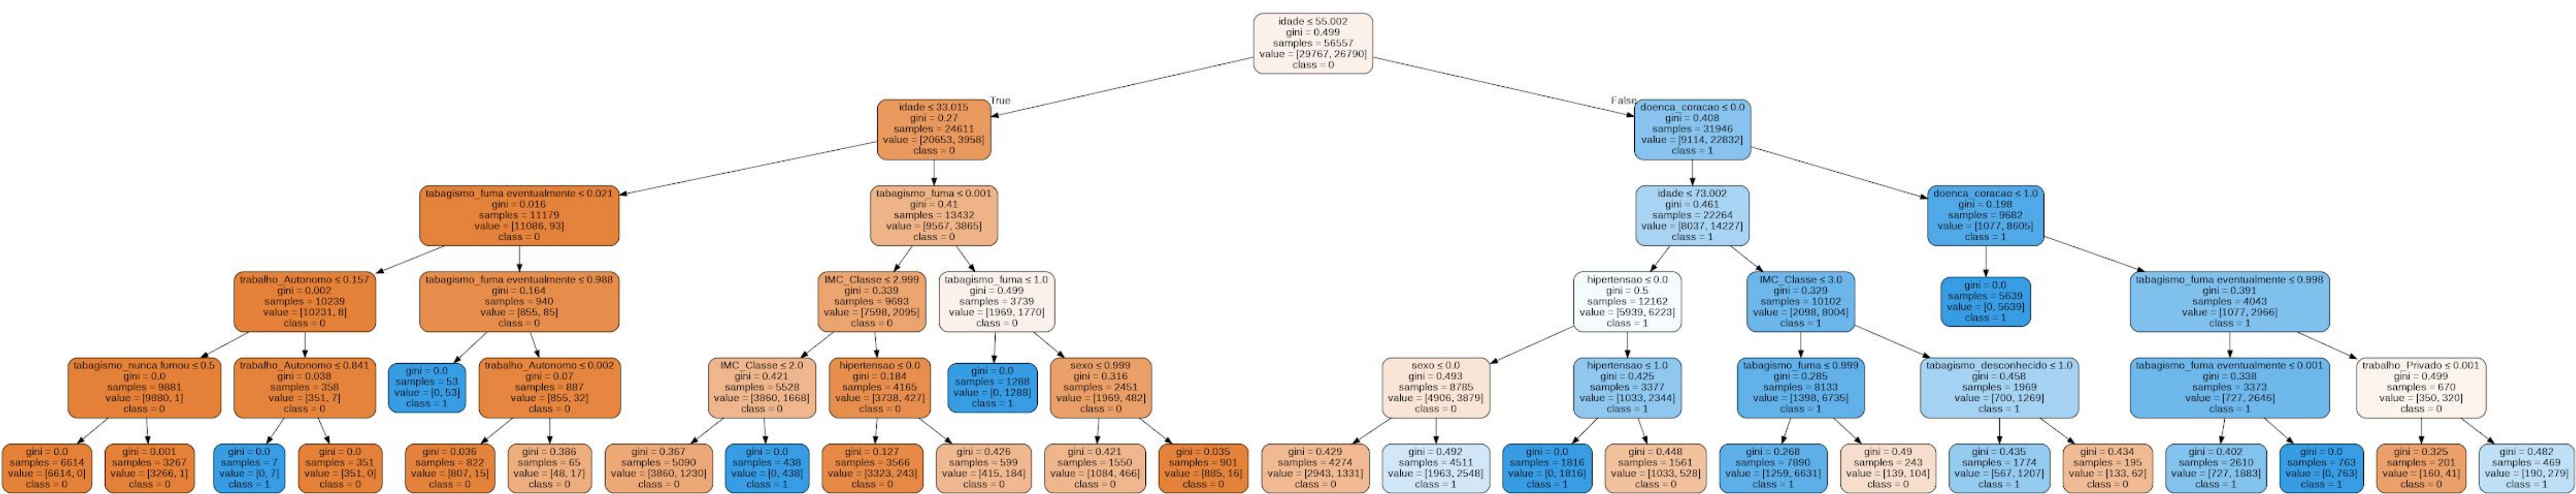 idade ≤ 55.002
gini = 0.499
samples = 56557
value = [29767, 26790]
class = 0
True
False
idade ≤ 33.015
gini = 0.27
samples = 24611
value = [20653, 3958]
class = 0
doenca_coracao ≤ 0.0
gini = 0.408
samples = 31946
value = [9114, 22832]
class = 1
tabagismo_fuma eventualmente ≤ 0.021
gini = 0.016
samples = 11179
value = [11086, 93]
class = 0
tabagismo_fuma ≤ 0.001
gini = 0.41
samples = 13432
value = [9567, 3865]
class = 0
idade ≤ 73.002
gini = 0.461
samples = 22264
value = [8037, 14227]
class = 1
doenca_coracao ≤ 1.0
gini = 0.198
samples = 9682
value = [1077, 8605]
class = 1
trabalho_Autonomo ≤ 0.157
gini = 0.002
samples = 10239
value = [10231, 8]
class = 0
tabagismo_fuma eventualmente ≤ 0.988
gini = 0.164
samples = 940
value = [855, 85]
class = 0
IMC_Classe ≤ 2.999
gini = 0.339
samples = 9693
value = [7598, 2095]
class = 0
tabagismo_fuma ≤ 1.0
gini = 0.499
samples = 3739
value = [1969, 1770]
class = 0
hipertensao ≤ 0.0
gini = 0.5
samples = 12162
value = [5939, 6223]
class = 1
IMC_Classe ≤ 3.0
gini = 0.329
samples = 10102
value = [2098, 8004]
class = 1
gini = 0.0
samples = 5639
value = [0, 5639]
class = 1
tabagismo_fuma eventualmente ≤ 0.998
gini = 0.391
samples = 4043
value = [1077, 2966]
class = 1
tabagismo_nunca fumou ≤ 0.5
gini = 0.0
samples = 9881
value = [9880, 1]
class = 0
trabalho_Autonomo ≤ 0.841
gini = 0.038
samples = 358
value = [351, 7]
class = 0
gini = 0.0
samples = 53
value = [0, 53]
class = 1
trabalho_Autonomo ≤ 0.002
gini = 0.07
samples = 887
value = [855, 32]
class = 0
IMC_Classe ≤ 2.0
gini = 0.421
samples = 5528
value = [3860, 1668]
class = 0
hipertensao ≤ 0.0
gini = 0.184
samples = 4165
value = [3738, 427]
class = 0
gini = 0.0
samples = 1288
value = [0, 1288]
class = 1
sexo ≤ 0.999
gini = 0.316
samples = 2451
value = [1969, 482]
class = 0
sexo ≤ 0.0
gini = 0.493
samples = 8785
value = [4906, 3879]
class = 0
hipertensao ≤ 1.0
gini = 0.425
samples = 3377
value = [1033, 2344]
class = 1
tabagismo_fuma ≤ 0.999
gini = 0.285
samples = 8133
value = [1398, 6735]
class = 1
tabagismo_desconhecido ≤ 1.0
gini = 0.458
samples = 1969
value = [700, 1269]
class = 1
tabagismo_fuma eventualmente ≤ 0.001
gini = 0.338
samples = 3373
value = [727, 2646]
class = 1
trabalho_Privado ≤ 0.001
gini = 0.499
samples = 670
value = [350, 320]
class = 0
gini = 0.0
samples = 6614
value = [6614, 0]
class = 0
gini = 0.001
samples = 3267
value = [3266, 1]
class = 0
gini = 0.0
samples = 7
value = [0, 7]
class = 1
gini = 0.0
samples = 351
value = [351, 0]
class = 0
gini = 0.036
samples = 822
value = [807, 15]
class = 0
gini = 0.386
samples = 65
value = [48, 17]
class = 0
gini = 0.367
samples = 5090
value = [3860, 1230]
class = 0
gini = 0.0
samples = 438
value = [0, 438]
class = 1
gini = 0.127
samples = 3566
value = [3323, 243]
class = 0
gini = 0.426
samples = 599
value = [415, 184]
class = 0
gini = 0.421
samples = 1550
value = [1084, 466]
class = 0
gini = 0.035
samples = 901
value = [885, 16]
class = 0
gini = 0.429
samples = 4274
value = [2943, 1331]
class = 0
gini = 0.492
samples = 4511
value = [1963, 2548]
class = 1
gini = 0.0
samples = 1816
value = [0, 1816]
class = 1
gini = 0.448
samples = 1561
value = [1033, 528]
class = 0
gini = 0.268
samples = 7890
value = [1259, 6631]
class = 1
gini = 0.49
samples = 243
value = [139, 104]
class = 0
gini = 0.435
samples = 1774
value = [567, 1207]
class = 1
gini = 0.434
samples = 195
value = [133, 62]
class = 0
gini = 0.402
samples = 2610
value = [727, 1883]
class = 1
gini = 0.0
samples = 763
value = [0, 763]
class = 1
gini = 0.325
samples = 201
value = [160, 41]
class = 0
gini = 0.482
samples = 469
value = [190, 279]
class = 1